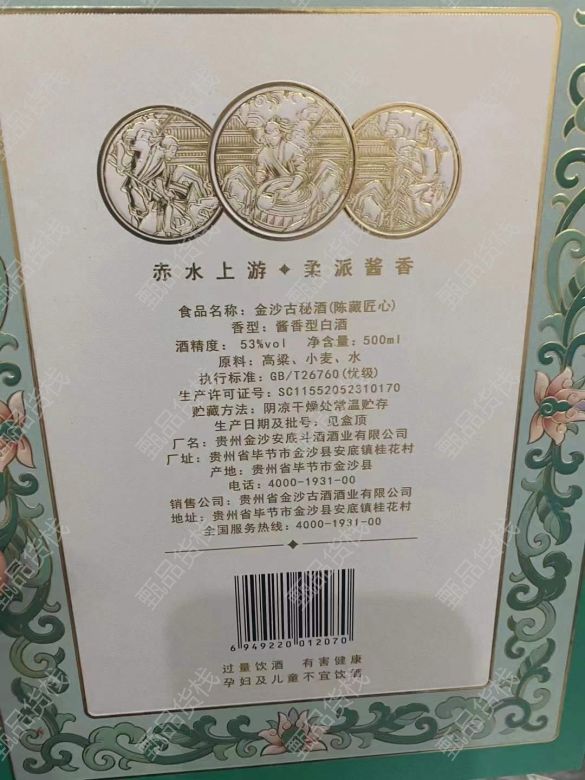 赤水上游◆柔派酱香
食品名称：金沙古秘酒(陈藏匠心)
香型：酱香型白酒
酒精度：53%vol 净含量：500ml
原料：高粱、小麦、水
执行标准：GB/T26760(优级)
生产许可证号：SC11552052310170
贮藏方法：阴凉干燥处常温贮存
生产日期及批号：见盒顶
厂名：贵州金沙安底斗酒酒业有限公司
厂址：贵州省毕节市金沙县安底镇桂花村
产地：贵州省毕节市金沙县
电话：4000-1931-00
销售公司：贵州省金沙古酒酒业有限公司
地址：贵州省毕节市金沙县安底镇桂花村
全国服务热线：4000-1931-00
6 949220 012070
过量饮酒 有害健康
孕妇及儿童不宜饮酒
甄品货栈